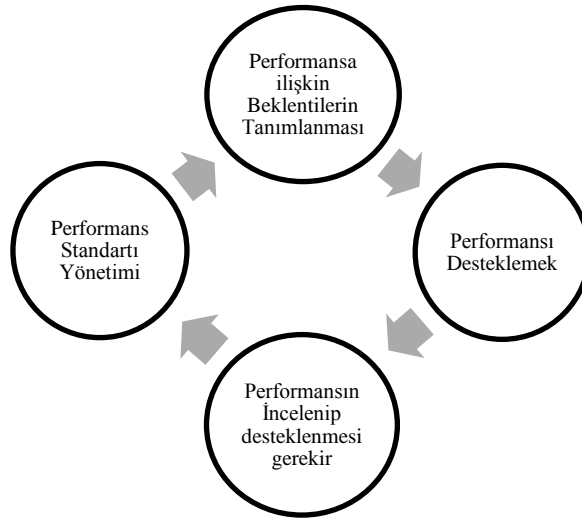 Performansa
ilişkin
Beklentilerin
Tanımlanması
Performansı
Desteklemek
Performansın
İncelenip
desteklenmesi
gerekir
Performans
Standartı
Yönetimi